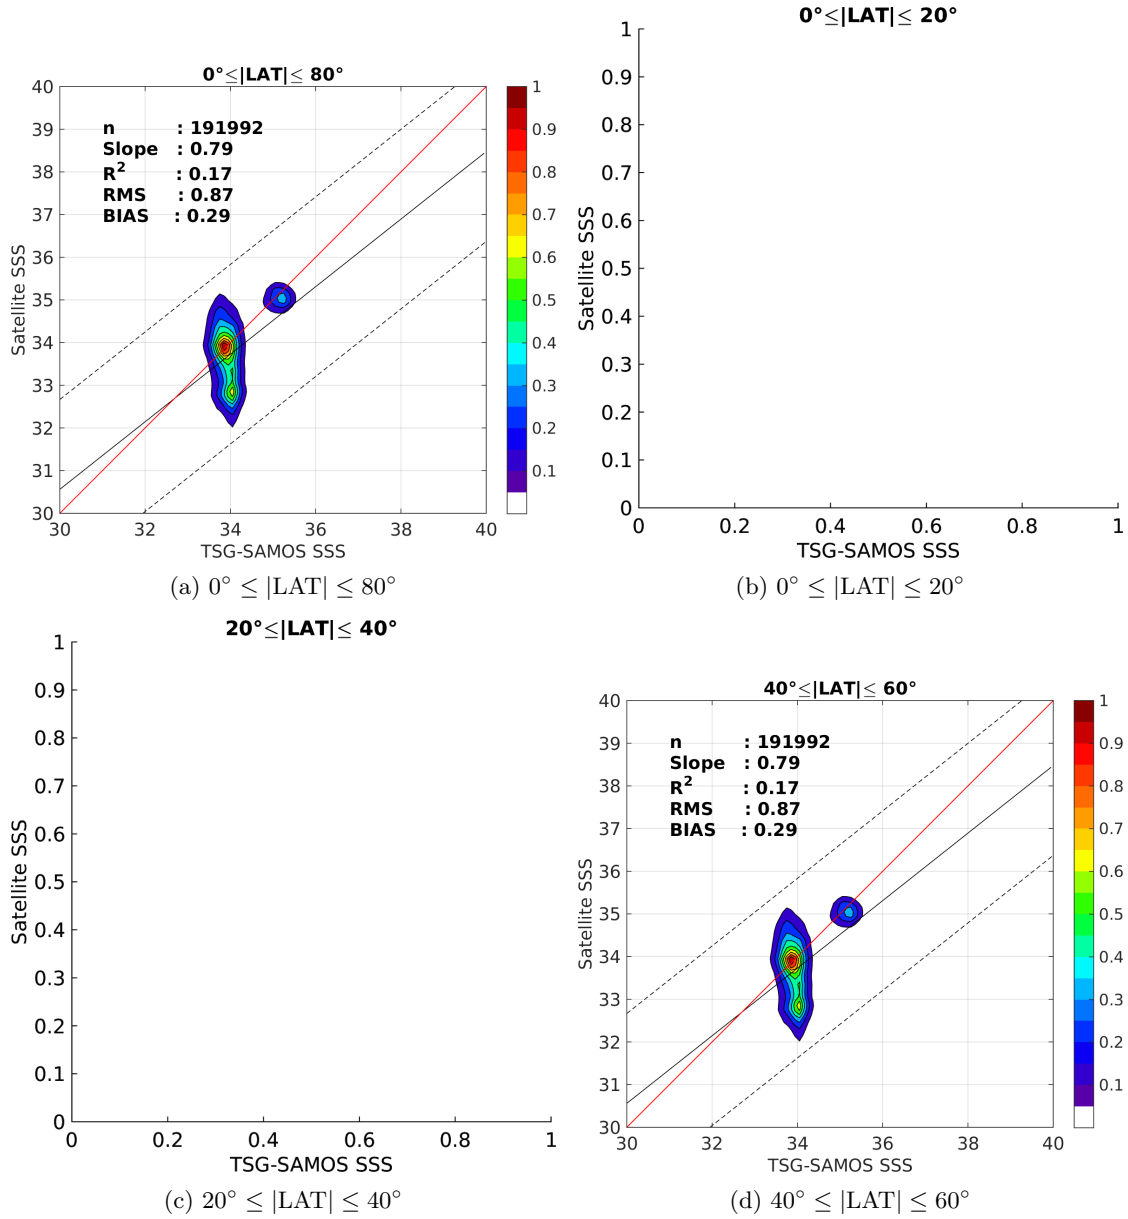 0°≤|LAT|≤ 80°
40
39
38
37
36
35
34
33
32
31
30
n : 191992
Slope : 0.79
R² : 0.17
RMS : 0.87
BIAS : 0.29
1
0.9
0.8
0.7
0.6
0.5
0.4
0.3
0.2
0.1
30 32 34 36 38 40
Satellite SSS
TSG-SAMOS SSS
(a) 0° ≤ |LAT| ≤ 80°
0°≤|LAT|≤ 20°
1
0.9
0.8
0.7
0.6
0.5
0.4
0.3
0.2
0.1
0
0 0.2 0.4 0.6 0.8 1
Satellite SSS
TSG-SAMOS SSS
(b) 0° ≤ |LAT| ≤ 20°
20°≤|LAT|≤ 40°
1
0.9
0.8
0.7
0.6
0.5
0.4
0.3
0.2
0.1
0
0 0.2 0.4 0.6 0.8 1
Satellite SSS
TSG-SAMOS SSS
(c) 20° ≤ |LAT| ≤ 40°
40°≤|LAT|≤ 60°
40
39
38
37
36
35
34
33
32
31
30
n : 191992
Slope : 0.79
R² : 0.17
RMS : 0.87
BIAS : 0.29
1
0.9
0.8
0.7
0.6
0.5
0.4
0.3
0.2
0.1
30 32 34 36 38 40
Satellite SSS
TSG-SAMOS SSS
(d) 40° ≤ |LAT| ≤ 60°